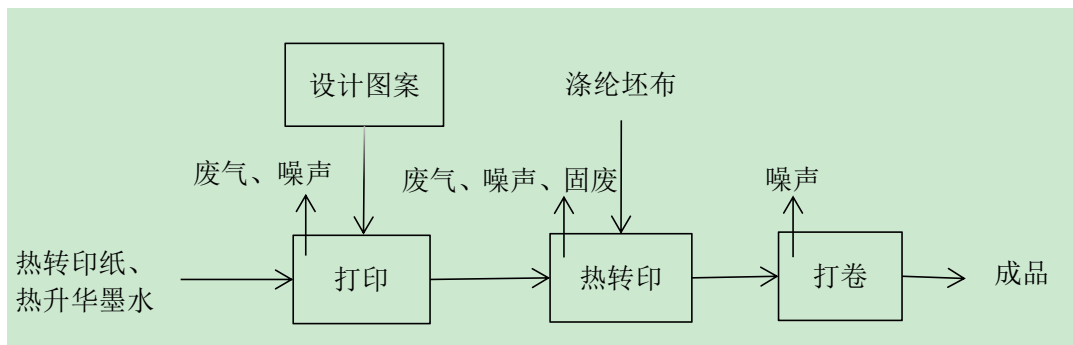 设计图案
涤纶坯布
废气、噪声
废气、噪声、固废
噪声
热转印纸、
热升华墨水
打印
热转印
打卷
成品